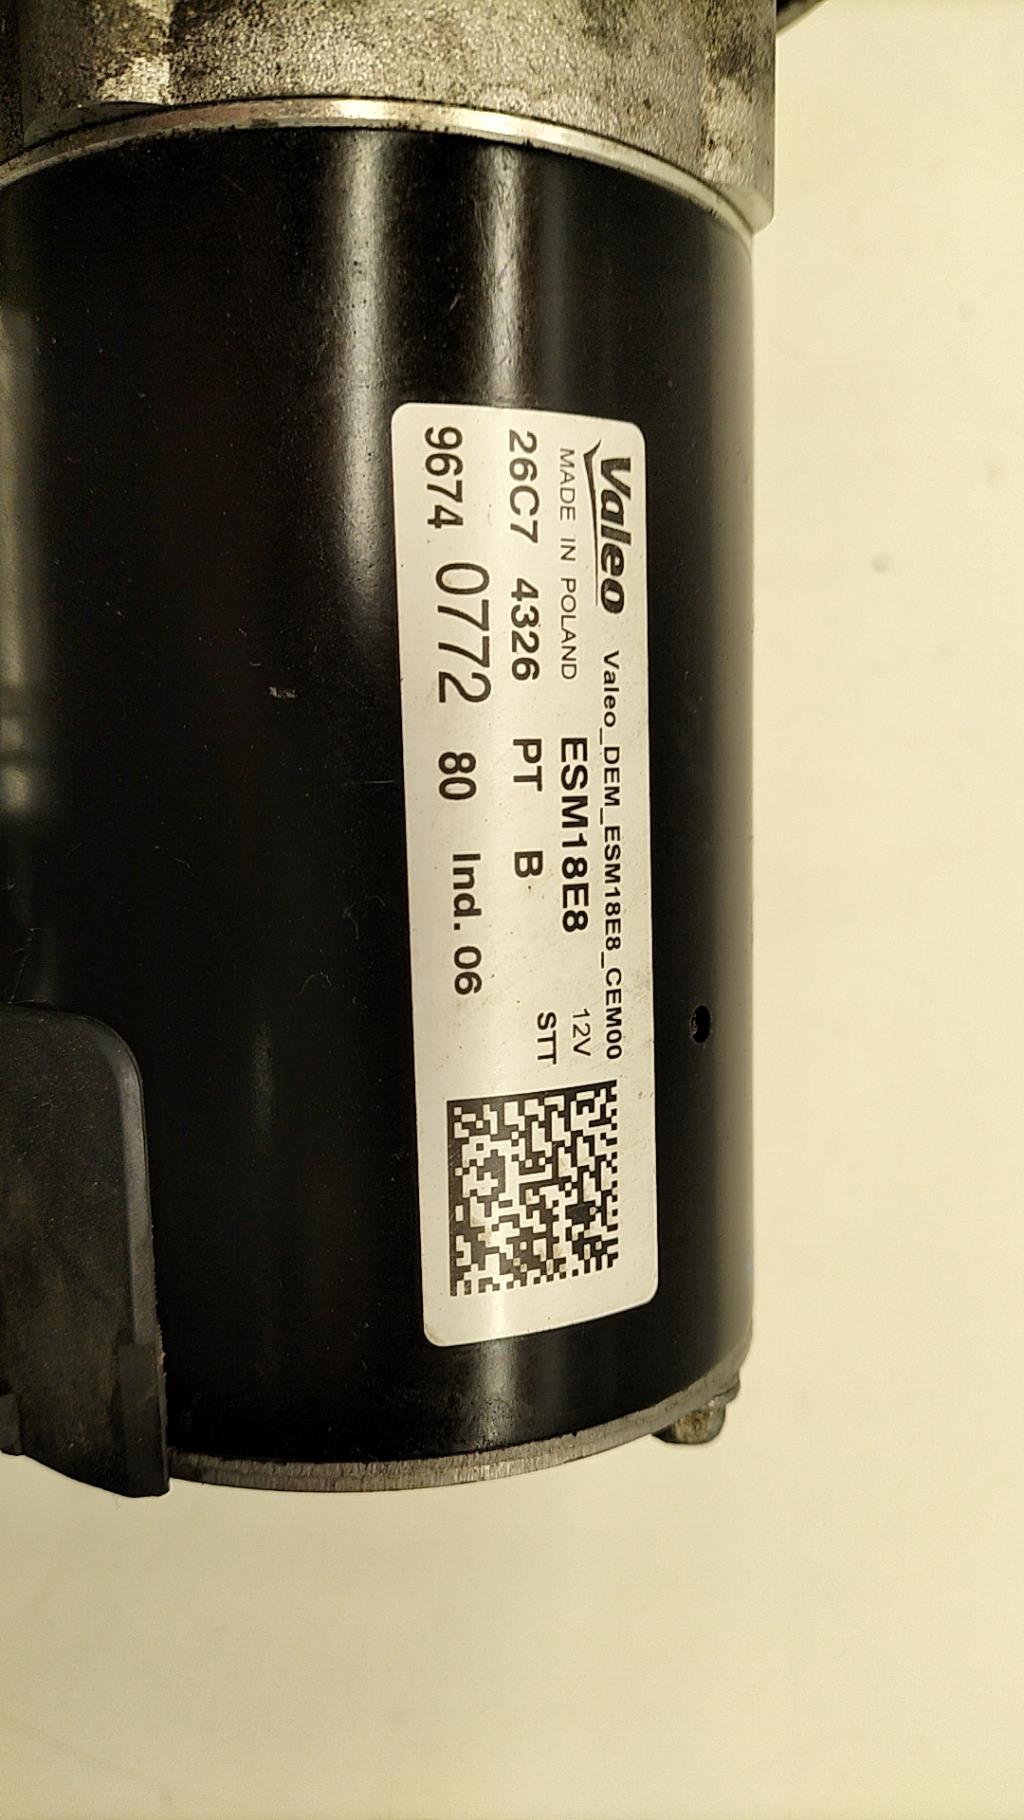 Valeo Valeo_DEM_ESM18E8_CEM00
MADE IN POLAND ESM18E8 12V
26C7 4326 PT B STT
9674 0772 80 Ind. 06